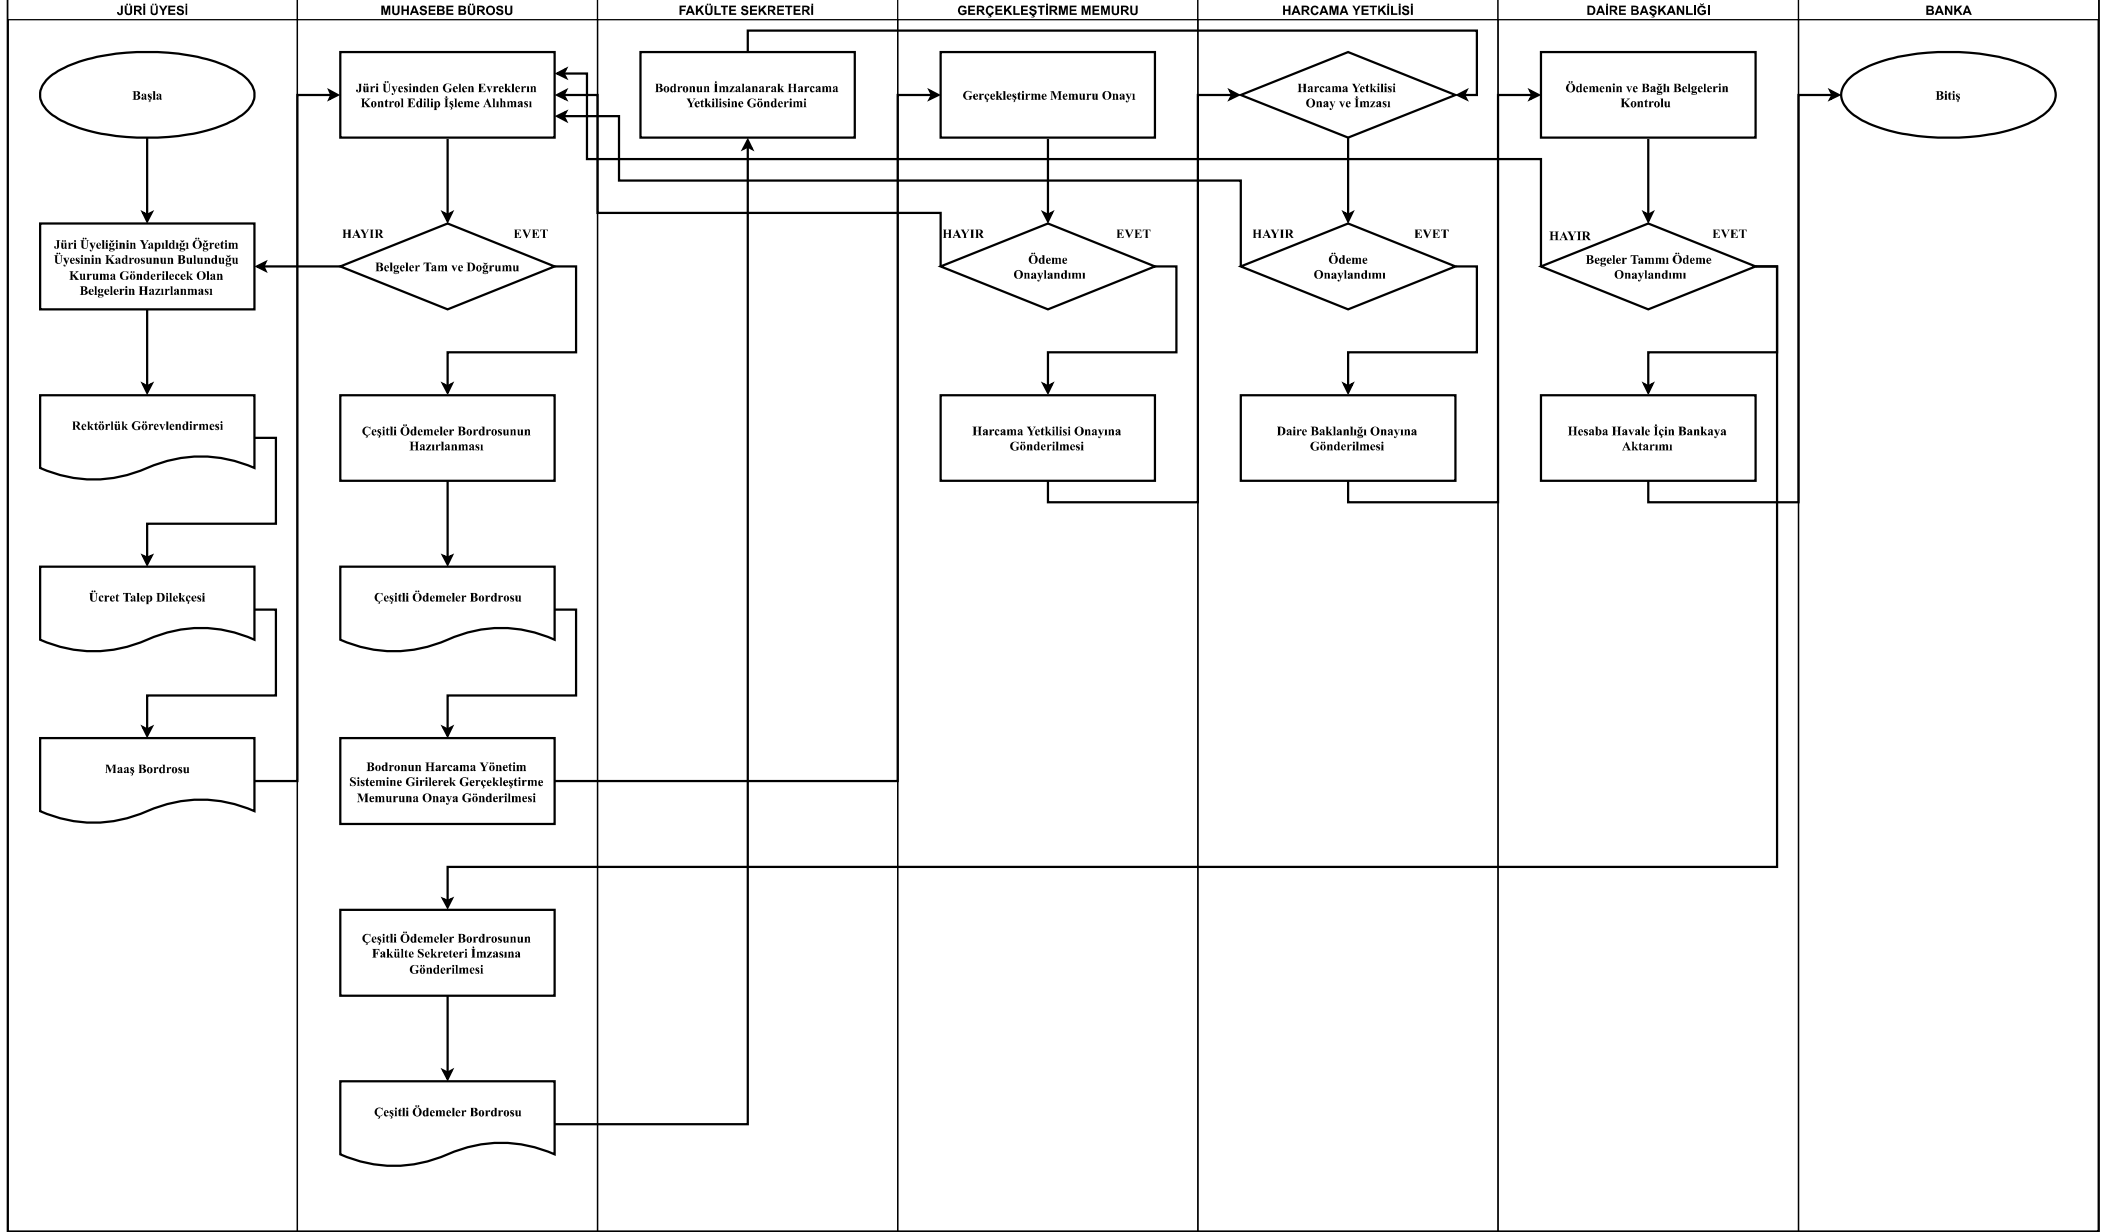 JÜRİ ÜYESİ
MUHASEBE BÜROSU
FAKÜLTE SEKRETERİ
GERÇEKLEŞTİRME MEMURU
HARCAMA YETKİLİSİ
DAİRE BAŞKANLIĞI
BANKA
Başla
Jüri Üyeliğinin Yapıldığı Öğretim
Üyesinin Kadrosunun Bulunduğu
Kuruma Gönderilecek Olan
Belgelerin Hazırlanması
Rektörlük Görevlendirmesi
Ücret Talep Dilekçesi
Maaş Bordrosu
Jüri Üyesinden Gelen Evreklerın
Kontrol Edilip İşleme Alıhması
HAYIR
EVET
Belgeler Tam ve Doğrumu
Çeşitli Ödemeler Bordrosunun
Hazırlanması
Çeşitli Ödemeler Bordrosu
Bodronun Harcama Yönetim
Sistemine Girilerek Gerçekleştirme
Memuruna Onaya Gönderilmesi
Çeşitli Ödemeler Bordrosunun
Fakülte Sekreteri İmzasına
Gönderilmesi
Çeşitli Ödemeler Bordrosu
Bodronun İmzalanarak Harcama
Yetkilisine Gönderimi
Gerçekleştirme Memuru Onayı
HAYIR
EVET
Ödeme
Onaylandımı
Harcama Yetkilisi Onayına
Gönderilmesi
Harcama Yetkilisi
Onay ve İmzası
HAYIR
EVET
Ödeme
Onaylandımı
Daire Baklanlığı Onayına
Gönderilmesi
Ödemenin ve Bağlı Belgelerin
Kontrolu
HAYIR
EVET
Begeler Tammı Ödeme
Onaylandımı
Hesaba Havale İçin Bankaya
Aktarımı
Bitiş